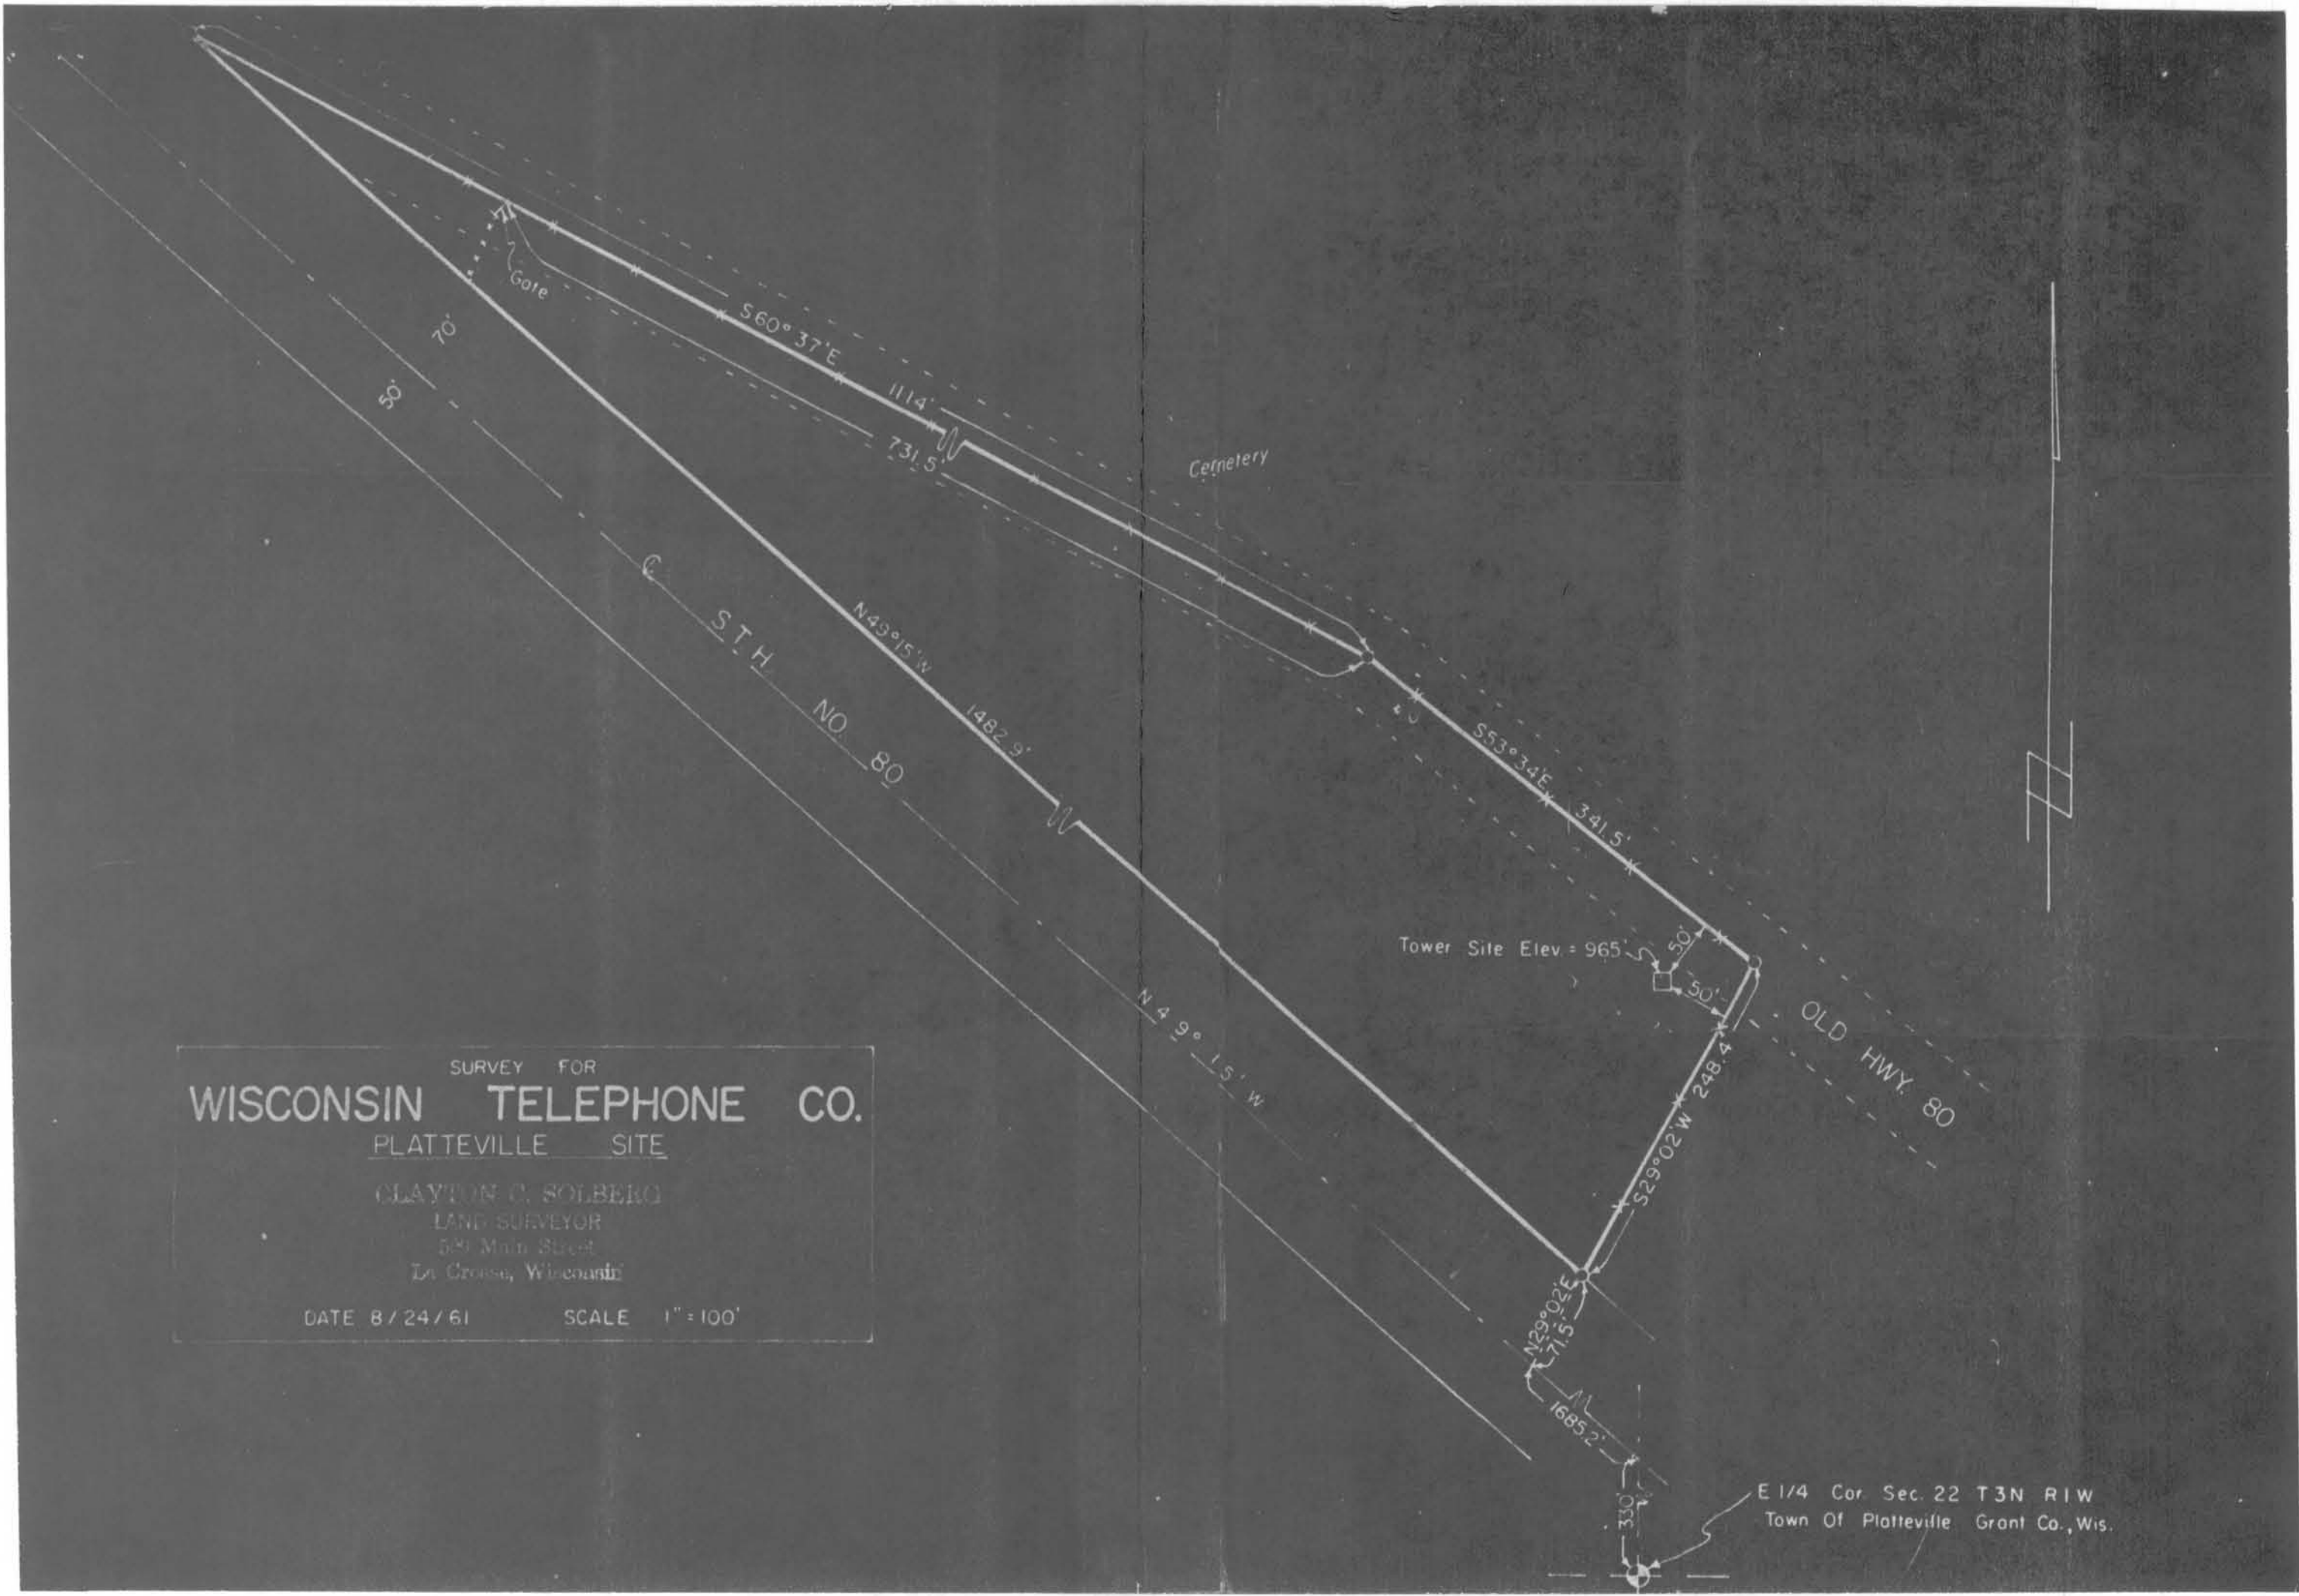 Gate
70'
50'
S60° 37'E
1114'
731.5'
Cemetery
N49°15'W
1482.9'
℄ S.T.H. NO. 80
S53°34'E
341.5'
Tower Site Elev. = 965'
50'
50'
OLD HWY. 80
N 49° 15' W
S29°02'W 248.4'
N29°02'E
71.5'
1685.2'
330'
E 1/4 Cor. Sec. 22 T3N R1W
Town Of Platteville Grant Co., Wis.
N
SURVEY FOR
WISCONSIN TELEPHONE CO.
PLATTEVILLE SITE
CLAYTON C. SOLBERG
LAND SURVEYOR
Main Street
La Crosse, Wisconsin
DATE 8/24/61 SCALE 1"=100'